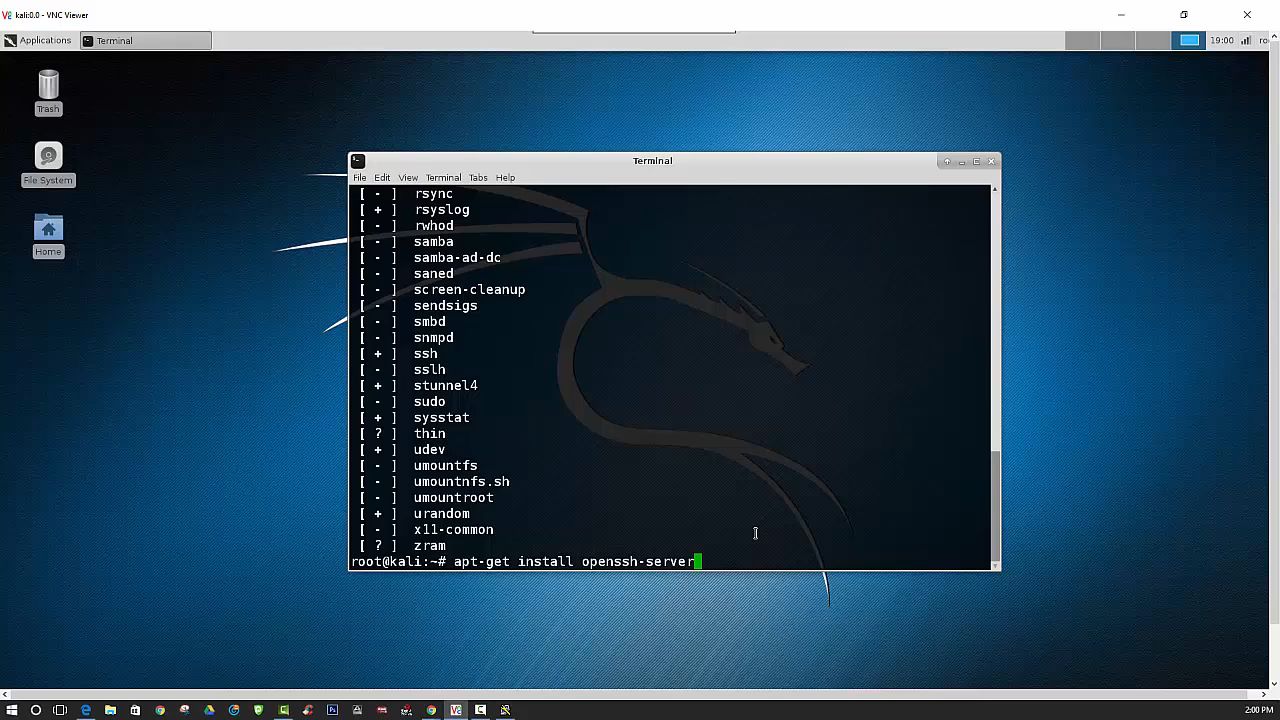 kali:0.0 - VNC Viewer
Applications
Terminal
19:00
ro
Trash
File System
Home
Terminal
File Edit View Terminal Tabs Help
[ - ] rsync
[ + ] rsyslog
[ - ] rwhod
[ - ] samba
[ - ] samba-ad-dc
[ - ] saned
[ - ] screen-cleanup
[ - ] sendsigs
[ - ] smbd
[ - ] snmpd
[ + ] ssh
[ - ] sslh
[ + ] stunnel4
[ - ] sudo
[ + ] sysstat
[ ? ] thin
[ + ] udev
[ - ] umountfs
[ - ] umountnfs.sh
[ - ] umountroot
[ + ] urandom
[ - ] x11-common
[ ? ] zram
root@kali:~# apt-get install openssh-server
2:00 PM